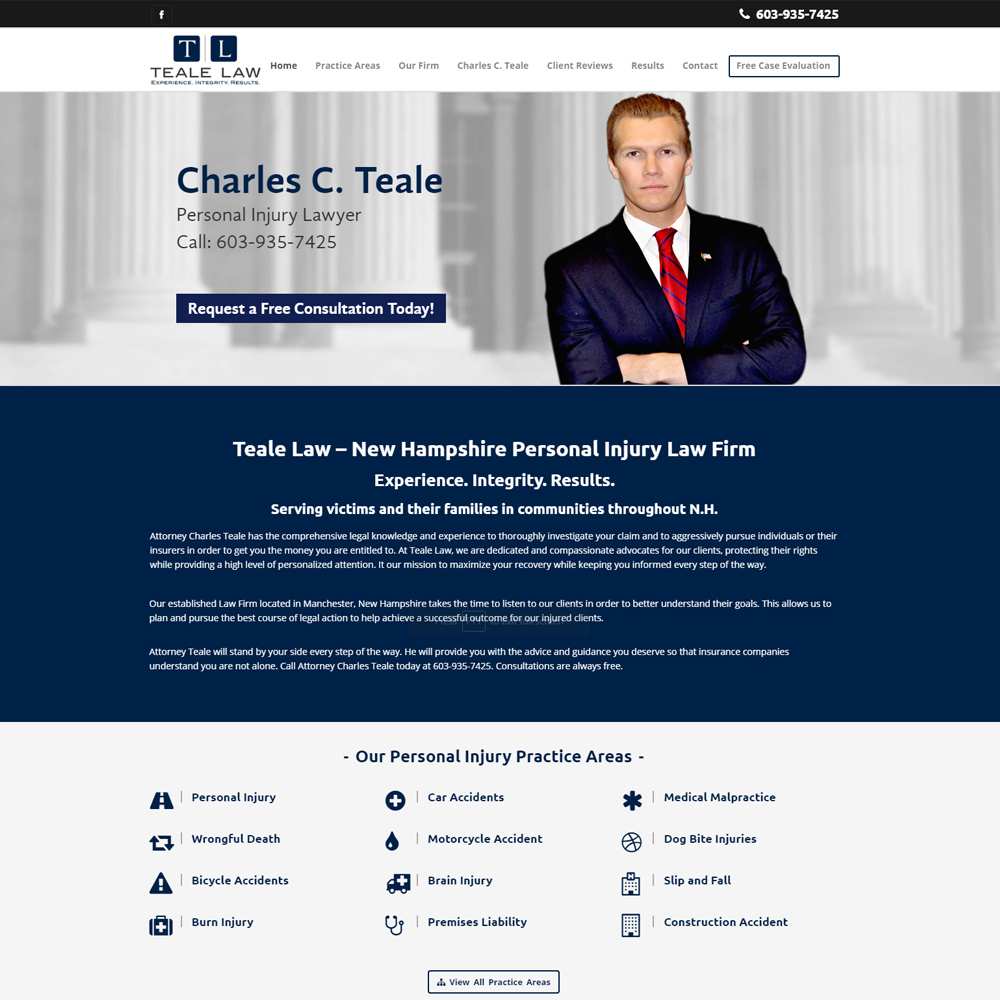 f
603-935-7425
T L
TEALE LAW
EXPERIENCE. INTEGRITY. RESULTS.
Home Practice Areas Our Firm Charles C. Teale Client Reviews Results Contact Free Case Evaluation
Charles C. Teale
Personal Injury Lawyer
Call: 603-935-7425
Request a Free Consultation Today!
Teale Law – New Hampshire Personal Injury Law Firm
Experience. Integrity. Results.
Serving victims and their families in communities throughout N.H.
Attorney Charles Teale has the comprehensive legal knowledge and experience to thoroughly investigate your claim and to aggressively pursue individuals or their
insurers in order to get you the money you are entitled to. At Teale Law, we are dedicated and compassionate advocates for our clients, protecting their rights
while providing a high level of personalized attention. It our mission to maximize your recovery while keeping you informed every step of the way.
Our established Law Firm located in Manchester, New Hampshire takes the time to listen to our clients in order to better understand their goals. This allows us to
plan and pursue the best course of legal action to help achieve a successful outcome for our injured clients.
Attorney Teale will stand by your side every step of the way. He will provide you with the advice and guidance you deserve so that insurance companies
understand you are not alone. Call Attorney Charles Teale today at 603-935-7425. Consultations are always free.
- Our Personal Injury Practice Areas -
Personal Injury Car Accidents Medical Malpractice
Wrongful Death Motorcycle Accident Dog Bite Injuries
Bicycle Accidents Brain Injury Slip and Fall
Burn Injury Premises Liability Construction Accident
View All Practice Areas